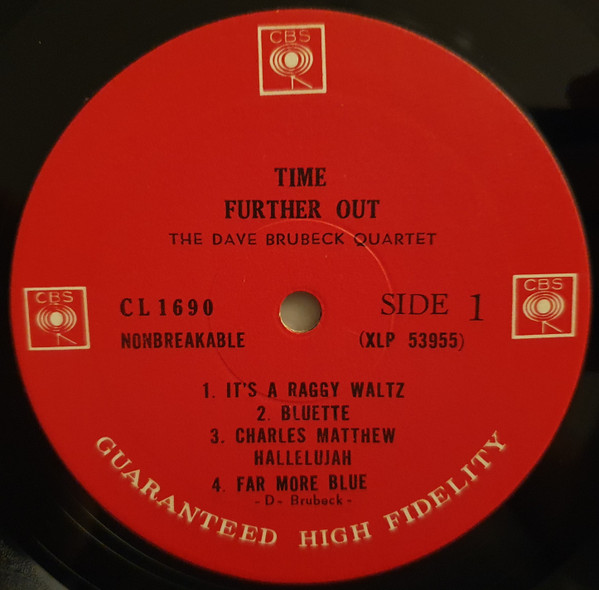 CBS
TIME
FURTHER OUT
THE DAVE BRUBECK QUARTET
CBS
CBS
CL 1690
SIDE 1
NONBREAKABLE
(XLP 53955)
1. IT'S A RAGGY WALTZ
2. BLUETTE
3. CHARLES MATTHEW
HALLELUJAH
4. FAR MORE BLUE
- D - Brubeck -
GUARANTEED HIGH FIDELITY